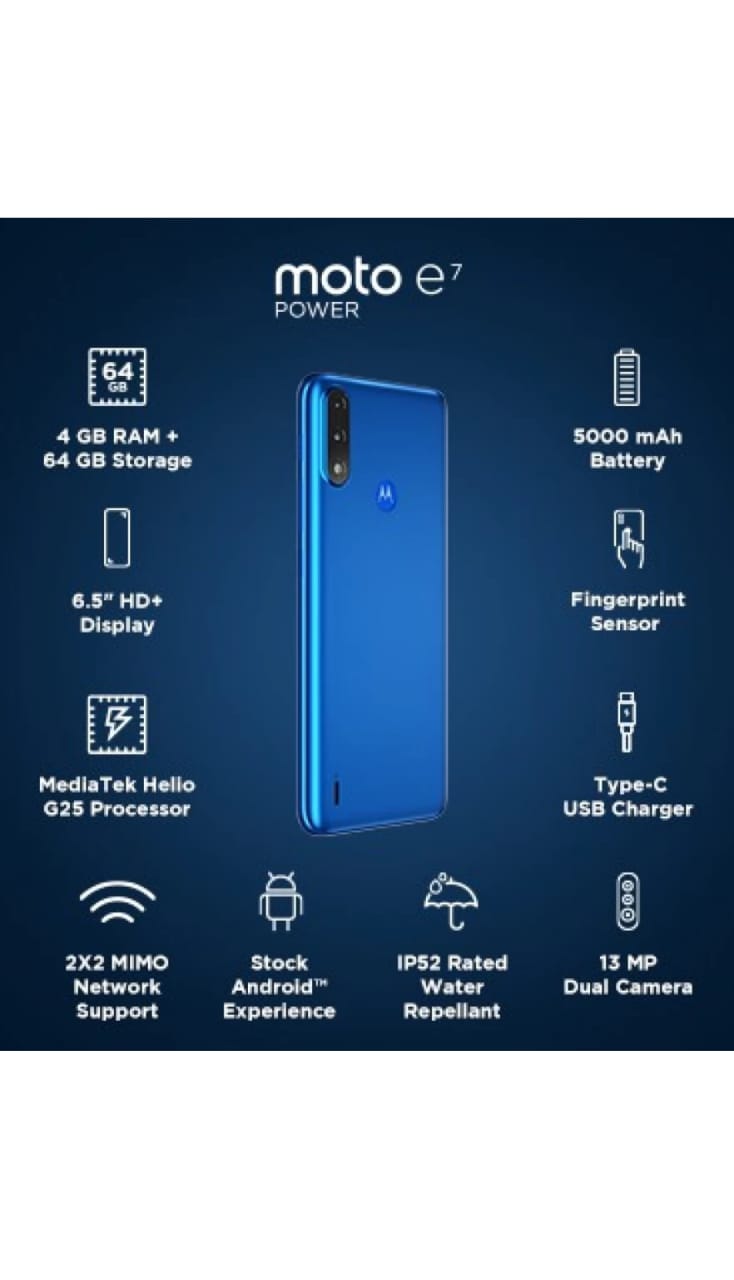 moto e7
POWER
64
GB
4 GB RAM +
64 GB Storage
5000 mAh
Battery
6.5" HD+
Display
Fingerprint
Sensor
MediaTek Helio
G25 Processor
Type-C
USB Charger
2X2 MIMO
Network
Support
Stock
Android™
Experience
IP52 Rated
Water
Repellant
13 MP
Dual Camera